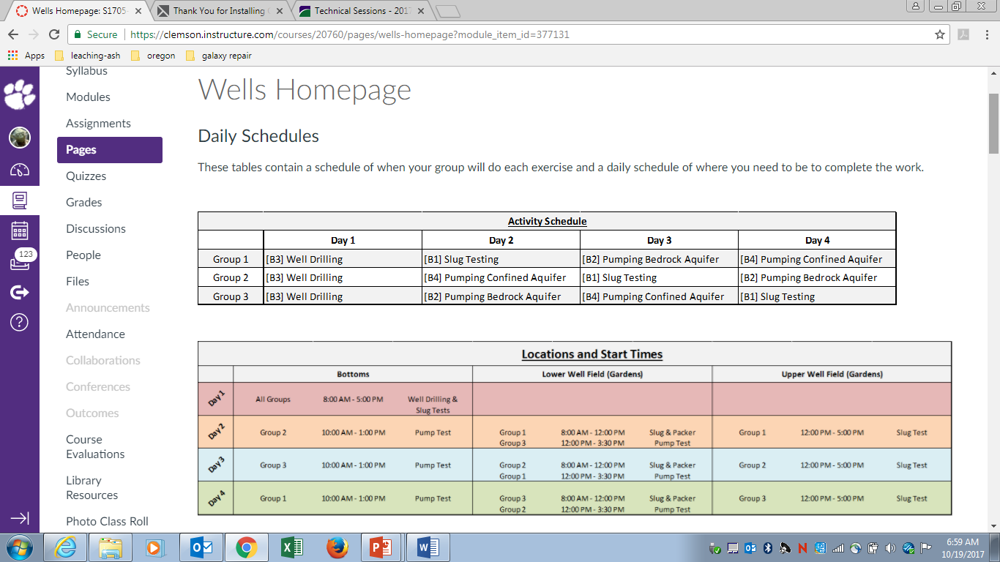 Wells Homepage: S1705
Thank You for Installing
Technical Sessions - 2017
Secure | https://clemson.instructure.com/courses/20760/pages/wells-homepage?module_item_id=377131
Apps leaching-ash oregon galaxy repair
Syllabus
Modules
Assignments
Pages
Quizzes
Grades
Discussions
People
Files
Announcements
Attendance
Collaborations
Conferences
Outcomes
Course
Evaluations
Library
Resources
Photo Class Roll
123
Wells Homepage
Daily Schedules
These tables contain a schedule of when your group will do each exercise and a daily schedule of where you need to be to complete the work.
Activity Schedule
Day 1 Day 2 Day 3 Day 4
Group 1 [B3] Well Drilling [B1] Slug Testing [B2] Pumping Bedrock Aquifer [B4] Pumping Confined Aquifer
Group 2 [B3] Well Drilling [B4] Pumping Confined Aquifer [B1] Slug Testing [B2] Pumping Bedrock Aquifer
Group 3 [B3] Well Drilling [B2] Pumping Bedrock Aquifer [B4] Pumping Confined Aquifer [B1] Slug Testing
Locations and Start Times
Bottoms Lower Well Field (Gardens) Upper Well Field (Gardens)
Day 1 All Groups 8:00 AM - 5:00 PM Well Drilling &
Slug Tests
Day 2 Group 2 10:00 AM - 1:00 PM Pump Test Group 1 8:00 AM - 12:00 PM Slug & Packer Group 1 12:00 PM - 5:00 PM Slug Test
Group 3 12:00 PM - 3:30 PM Pump Test
Day 3 Group 3 10:00 AM - 1:00 PM Pump Test Group 2 8:00 AM - 12:00 PM Slug & Packer Group 2 12:00 PM - 5:00 PM Slug Test
Group 1 12:00 PM - 3:30 PM Pump Test
Day 4 Group 1 10:00 AM - 1:00 PM Pump Test Group 3 8:00 AM - 12:00 PM Slug & Packer Group 3 12:00 PM - 5:00 PM Slug Test
Group 2 12:00 PM - 3:30 PM Pump Test
6:59 AM
10/19/2017